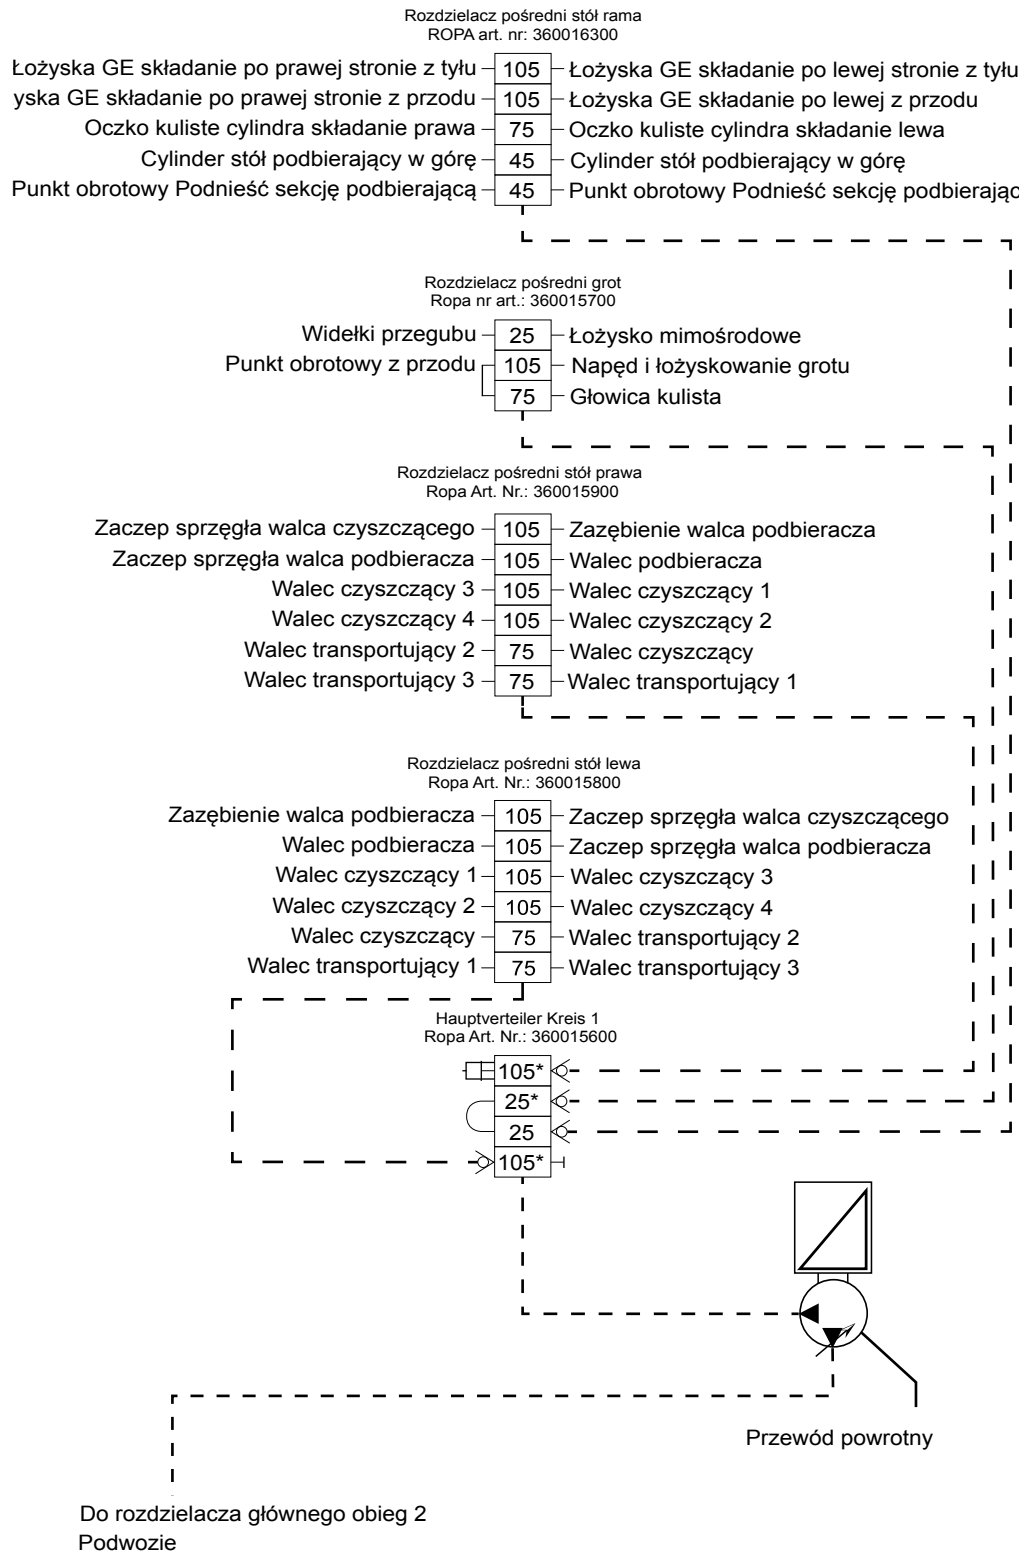 Rozdzielacz pośredni stół rama
ROPA art. nr: 360016300
Łożyska GE składanie po prawej stronie z tyłu 105 Łożyska GE składanie po lewej stronie z tyłu
yska GE składanie po prawej stronie z przodu 105 Łożyska GE składanie po lewej z przodu
Oczko kuliste cylindra składanie prawa 75 Oczko kuliste cylindra składanie lewa
Cylinder stół podbierający w górę 45 Cylinder stół podbierający w górę
Punkt obrotowy Podnieść sekcję podbierającą 45 Punkt obrotowy Podnieść sekcję podbierając
Rozdzielacz pośredni grot
Ropa nr art.: 360015700
Widełki przegubu 25 Łożysko mimośrodowe
Punkt obrotowy z przodu 105 Napęd i łożyskowanie grotu
75 Głowica kulista
Rozdzielacz pośredni stół prawa
Ropa Art. Nr.: 360015900
Zaczep sprzęgła walca czyszczącego 105 Zazębienie walca podbieracza
Zaczep sprzęgła walca podbieracza 105 Walec podbieracza
Walec czyszczący 3 105 Walec czyszczący 1
Walec czyszczący 4 105 Walec czyszczący 2
Walec transportujący 2 75 Walec czyszczący
Walec transportujący 3 75 Walec transportujący 1
Rozdzielacz pośredni stół lewa
Ropa Art. Nr.: 360015800
Zazębienie walca podbieracza 105 Zaczep sprzęgła walca czyszczącego
Walec podbieracza 105 Zaczep sprzęgła walca podbieracza
Walec czyszczący 1 105 Walec czyszczący 3
Walec czyszczący 2 105 Walec czyszczący 4
Walec czyszczący 75 Walec transportujący 2
Walec transportujący 1 75 Walec transportujący 3
Hauptverteiler Kreis 1
Ropa Art. Nr.: 360015600
105*
25*
25
105*
Przewód powrotny
Do rozdzielacza głównego obieg 2
Podwozie